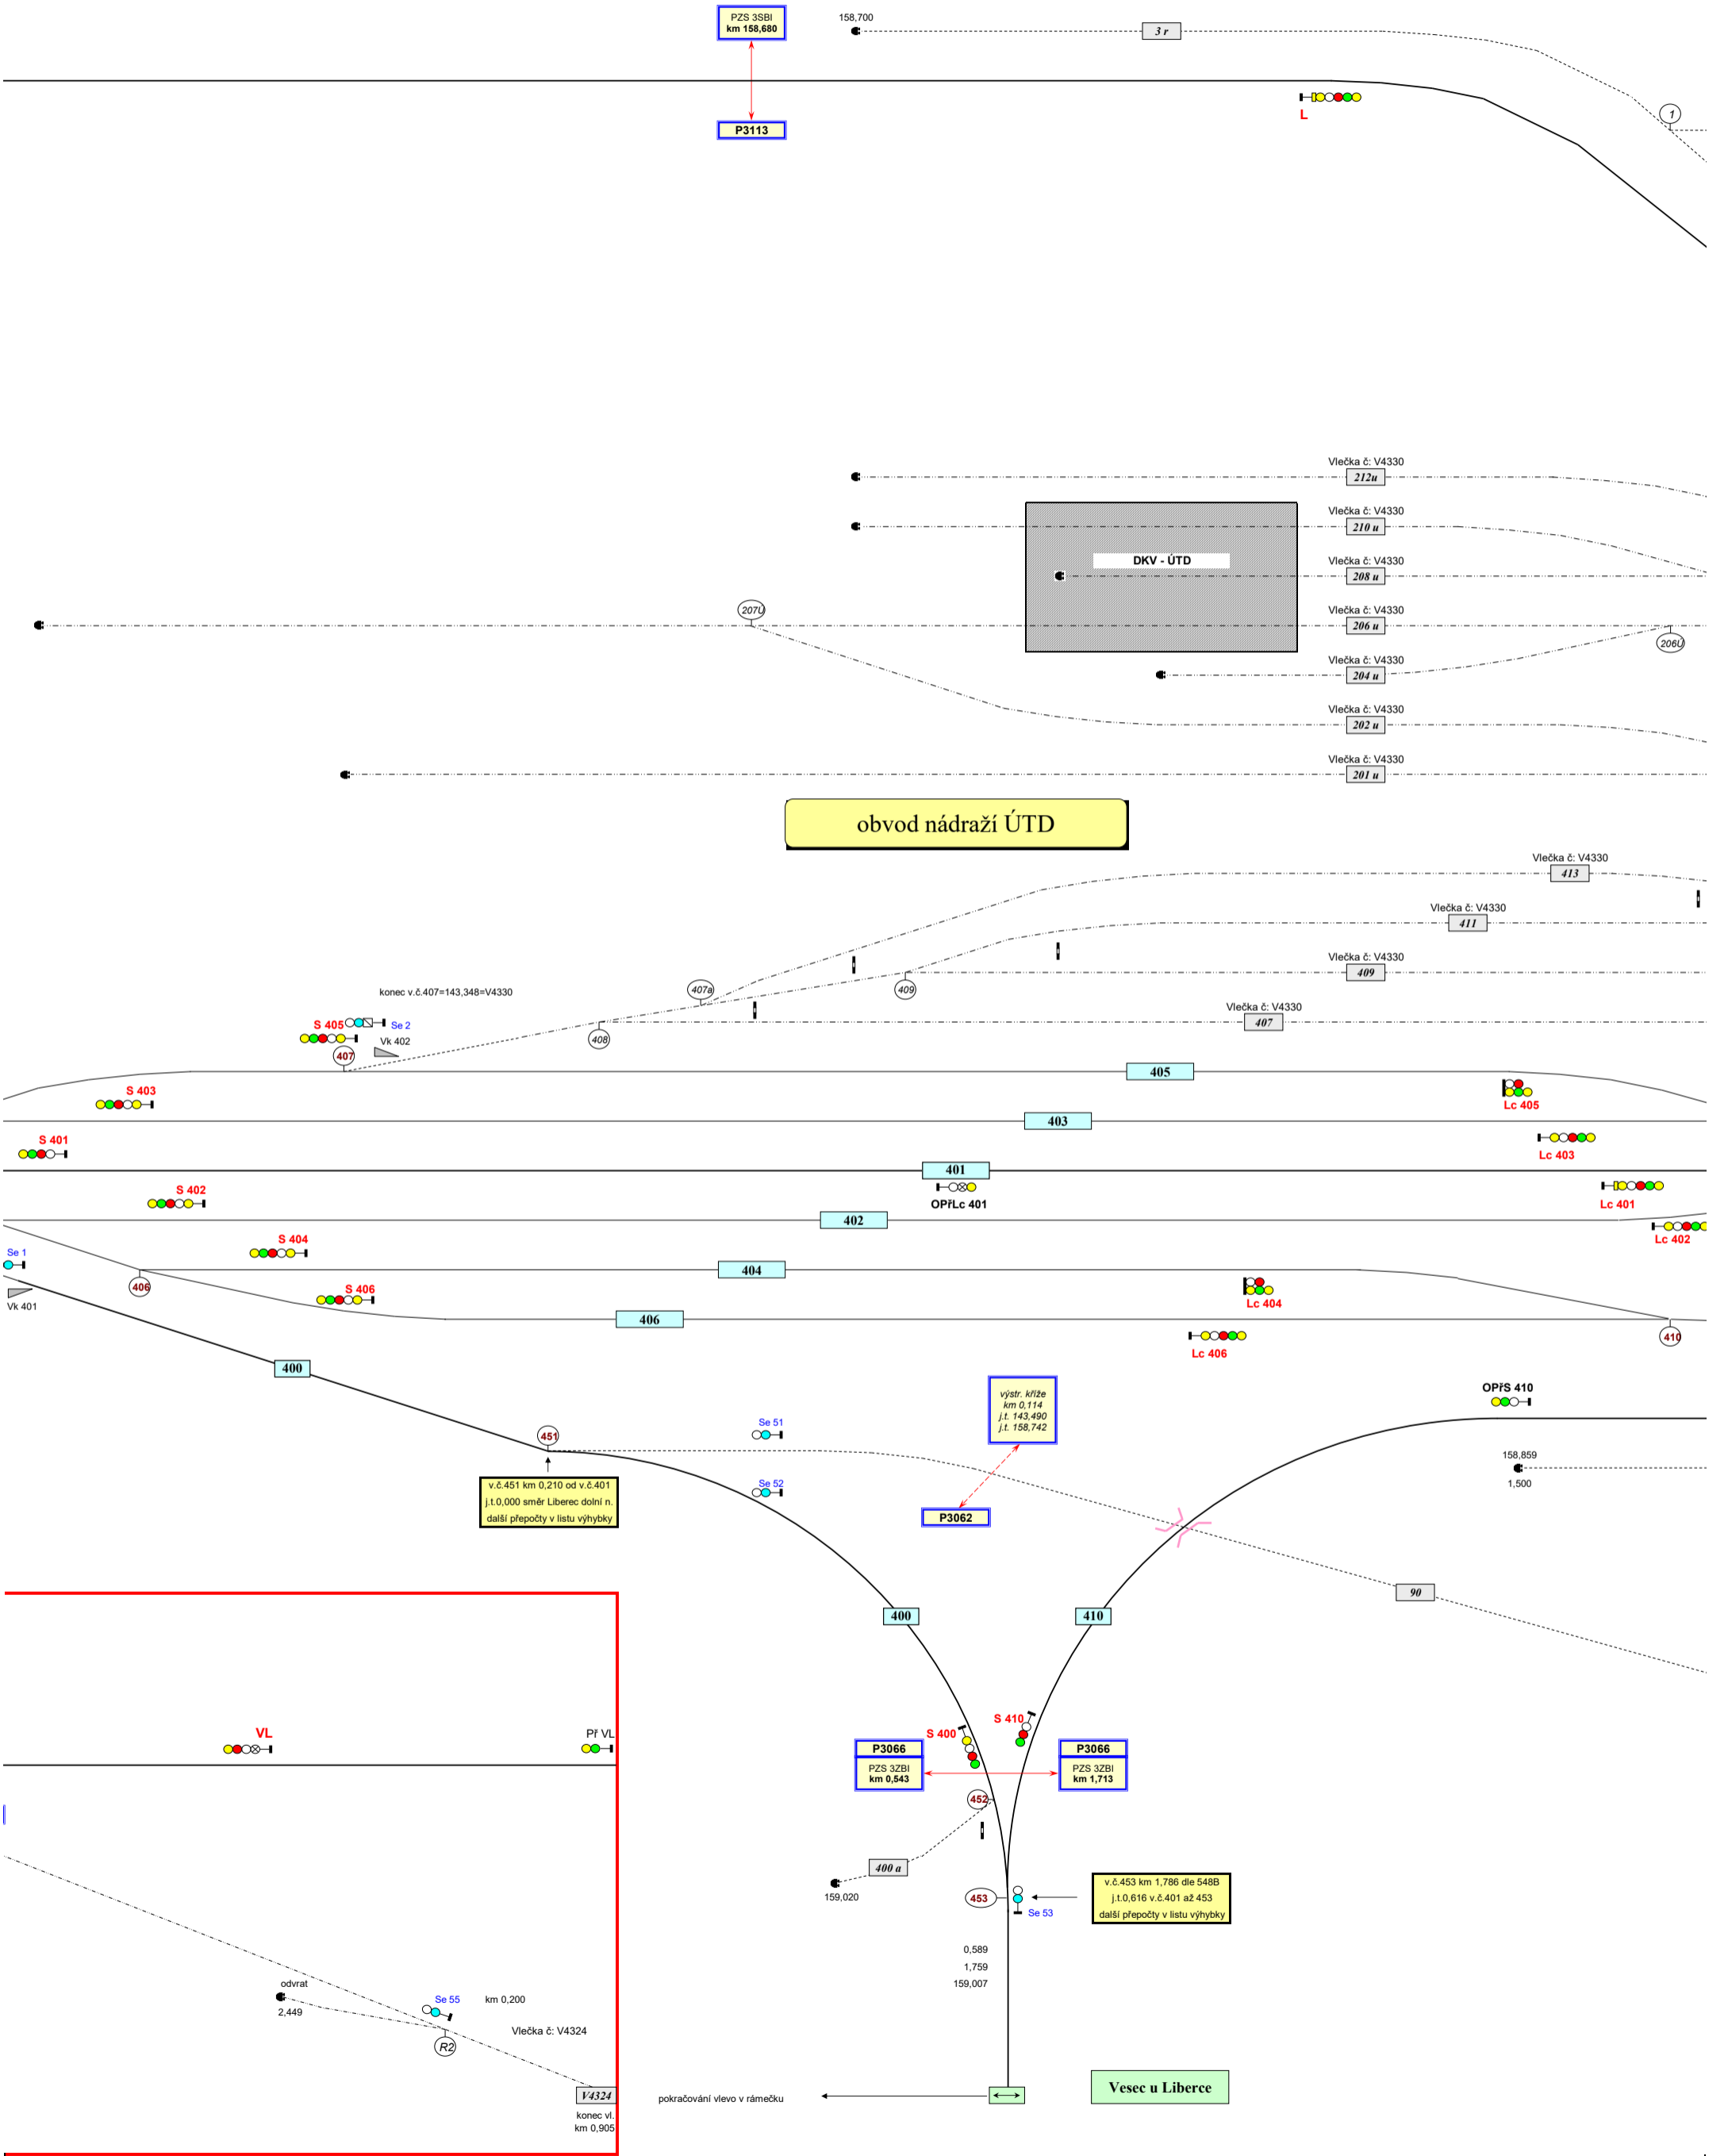 PZS 3SBI
km 158,680
158,700
3 r
L
P3113
1
Vlečka č: V4330
212u
Vlečka č: V4330
210 u
DKV - ÚTD
Vlečka č: V4330
208 u
207Ú
Vlečka č: V4330
206 u
206Ú
Vlečka č: V4330
204 u
Vlečka č: V4330
202 u
Vlečka č: V4330
201 u
obvod nádraží ÚTD
Vlečka č: V4330
413
Vlečka č: V4330
411
Vlečka č: V4330
409
407a
409
konec v.č.407=143,348=V4330
Vlečka č: V4330
407
S 405
Se 2
Vk 402
408
407
405
S 403
Lc 405
403
S 401
Lc 403
401
S 402
OPřLc 401
Lc 401
402
S 404
Lc 402
Se 1
404
406
S 406
Lc 404
Vk 401
406
410
Lc 406
400
výstr. kříže
km 0,114
j.t. 143,490
j.t. 158,742
OPřS 410
Se 51
451
158,859
1,500
v.č.451 km 0,210 od v.č.401
j.t.0,000 směr Liberec dolní n.
další přepočty v listu výhybky
Se 52
P3062
90
400
410
VL
Př VL
S 400
S 410
P3066
PZS 3ZBI
km 0,543
P3066
PZS 3ZBI
km 1,713
452
400 a
159,020
453
Se 53
v.č.453 km 1,786 dle 548B
j.t.0,616 v.č.401 až 453
další přepočty v listu výhybky
0,589
1,759
159,007
odvrat
2,449
Se 55
km 0,200
Vlečka č: V4324
R2
V4324
konec vl.
km 0,905
pokračování vlevo v rámečku
Vesec u Liberce